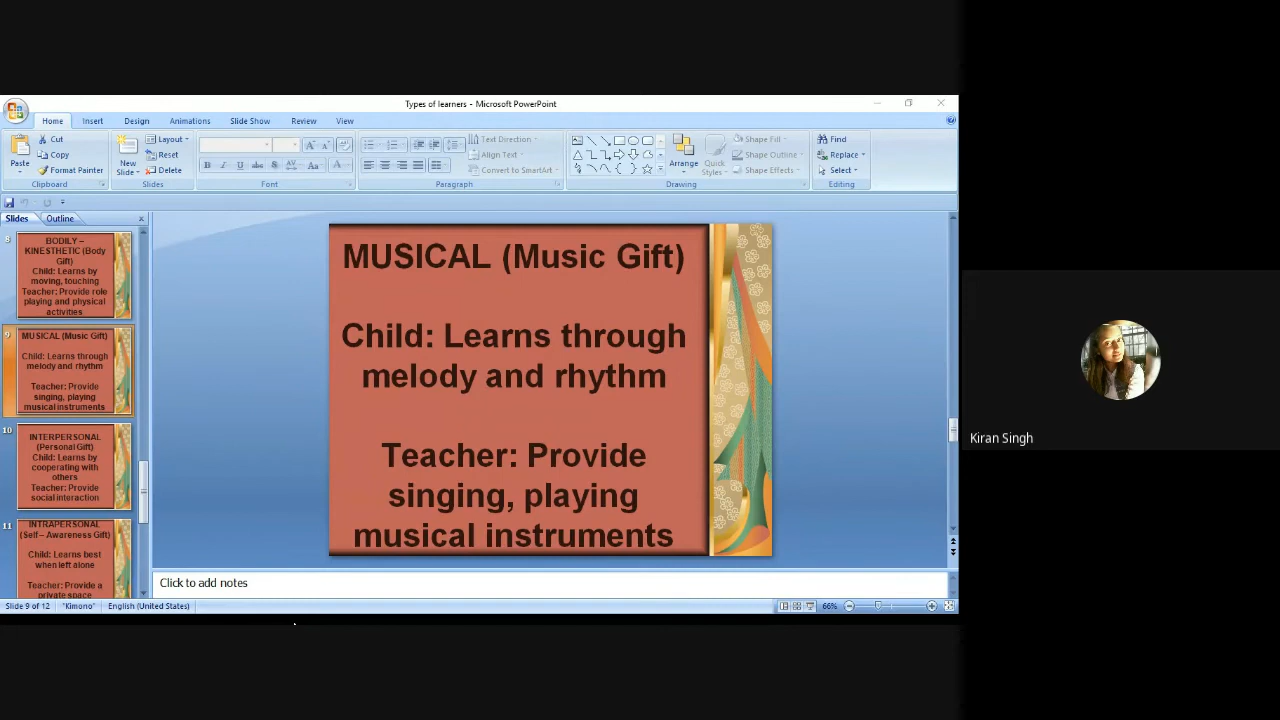 Types of learners - Microsoft PowerPoint
Home Insert Design Animations Slide Show Review View
Cut
Copy
Format Painter
Paste
Clipboard
New
Slide
Layout
Reset
Delete
Slides
Font
Text Direction
Align Text
Convert to SmartArt
Paragraph
Arrange
Quick
Styles
Shape Fill
Shape Outline
Shape Effects
Drawing
Find
Replace
Select
Editing
Slides Outline
8
BODILY –
KINESTHETIC (Body
Gift)
Child: Learns by
moving, touching
Teacher: Provide role
playing and physical
activities
9
MUSICAL (Music Gift)
Child: Learns through
melody and rhythm
Teacher: Provide
singing, playing
musical instruments
10
INTERPERSONAL
(Personal Gift)
Child: Learns by
cooperating with
others
Teacher: Provide
social interaction
11
INTRAPERSONAL
(Self – Awareness Gift)
Child: Learns best
when left alone
Teacher: Provide a
private space
MUSICAL (Music Gift)
Child: Learns through
melody and rhythm
Teacher: Provide
singing, playing
musical instruments
Click to add notes
Slide 9 of 12 "Kimono" English (United States) 66%
Kiran Singh